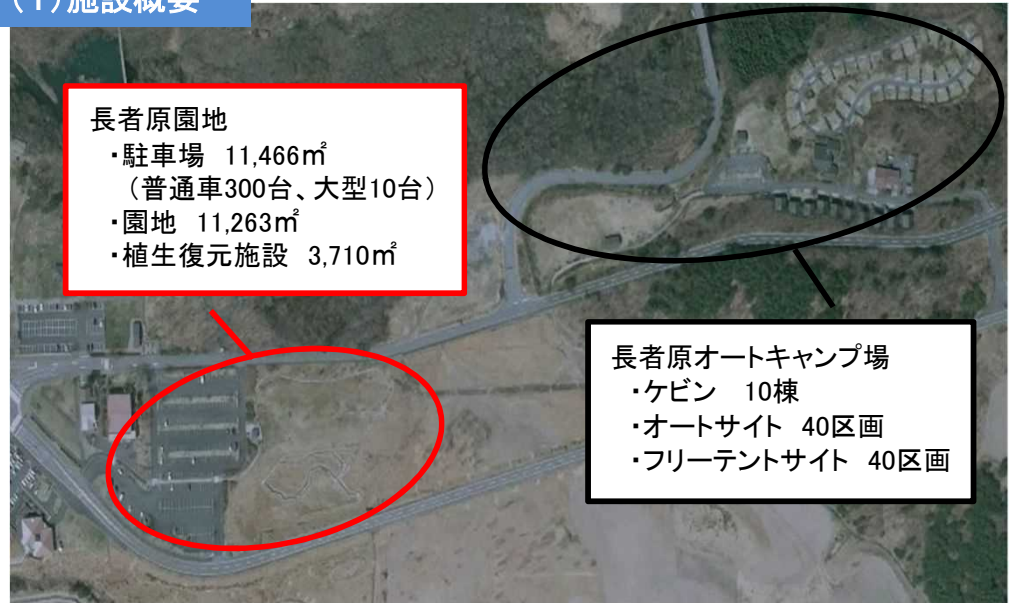 (1)施設概要
長者原園地
・駐車場 11,466㎡
(普通車300台、大型10台)
・園地 11,263㎡
・植生復元施設 3,710㎡
長者原オートキャンプ場
・ケビン 10棟
・オートサイト 40区画
・フリーテントサイト 40区画